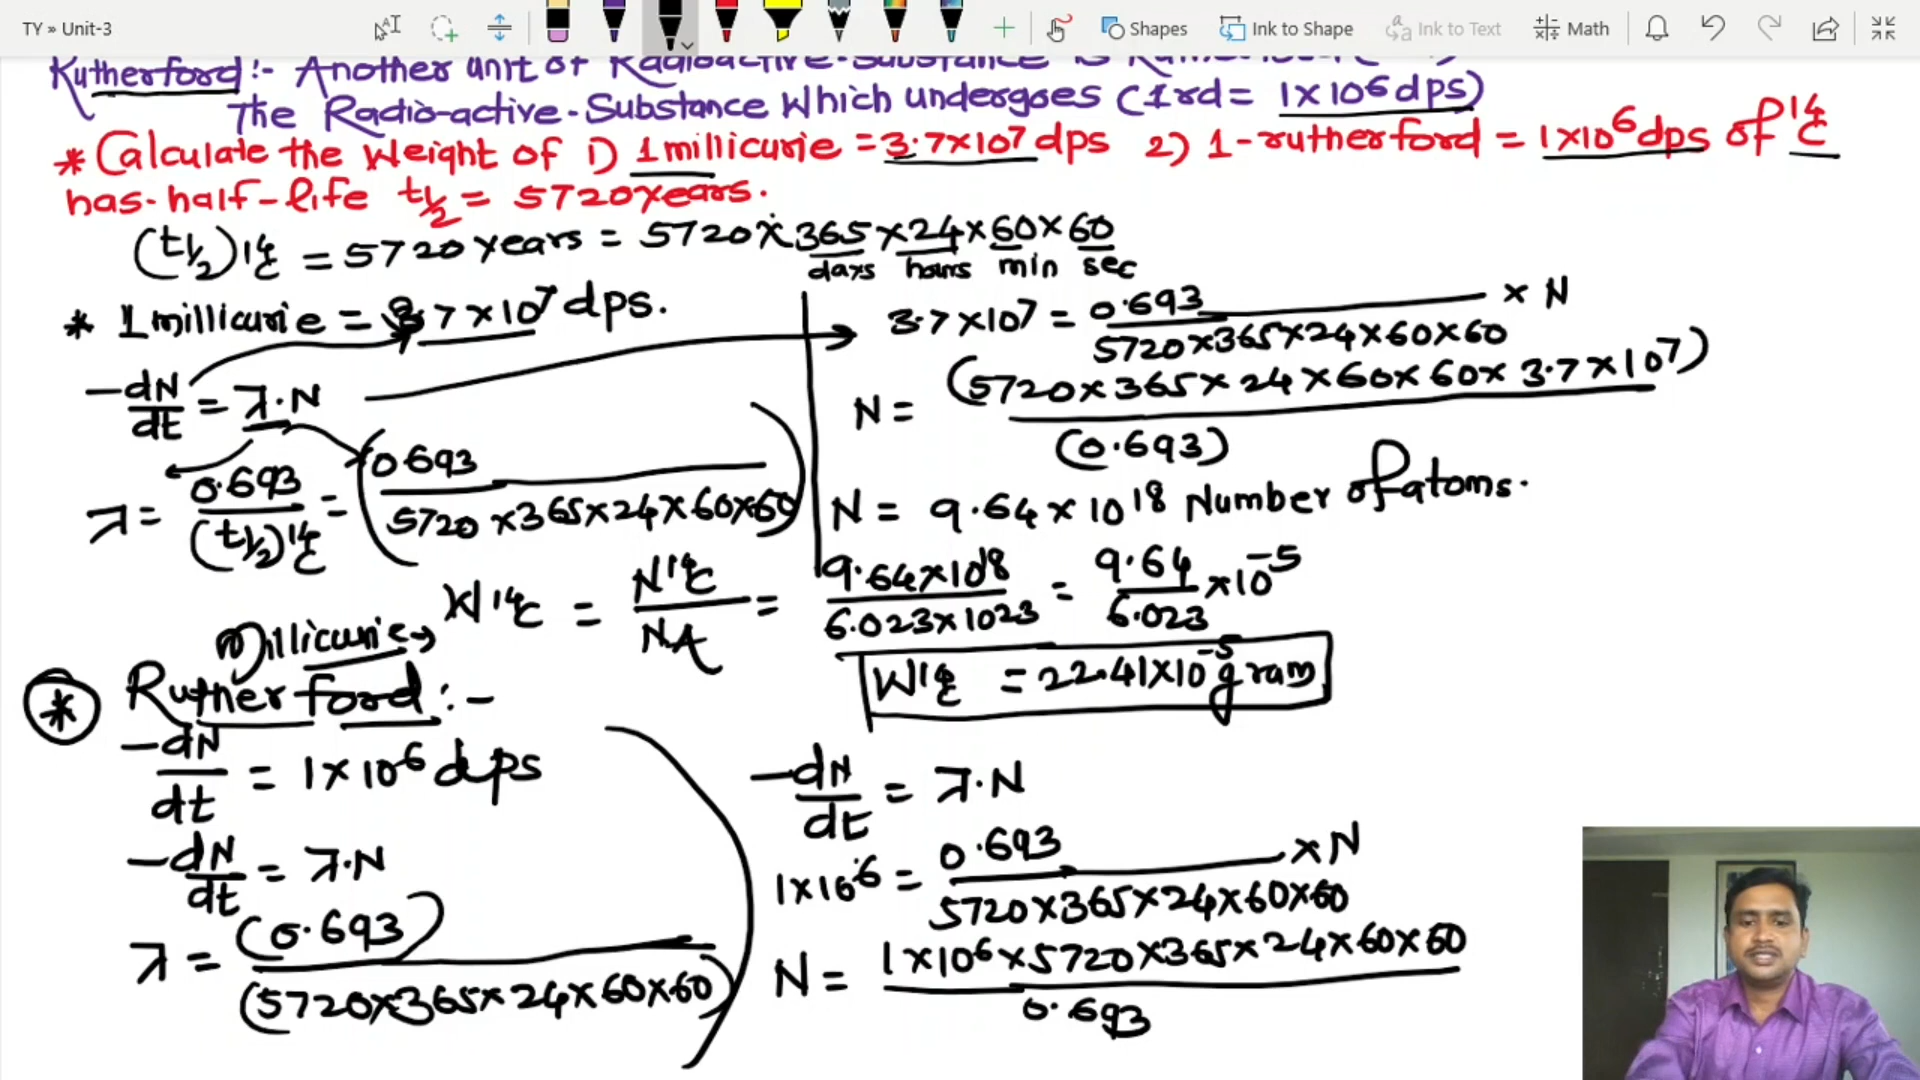 TY » Unit-3
Shapes
Ink to Shape
Ink to Text
Math
Rutherford :- Another unit of Radioactive-Substance is
The Radio-active-Substance Which undergoes (1rd = 1×10⁶dps)
* Calculate the Weight of 1) 1millicurie = 3.7×10⁷ dps 2) 1-rutherford = 1×10⁶ dps of ¹⁴C
has-half-life t½ = 5720years.
(t½)¹⁴C = 5720 years = 5720×365×24×60×60
days hours min sec
* 1millicurie = 3.7×10⁷ dps.
-dN/dt = λ.N
λ = 0.693/(t½)¹⁴C = (0.693/5720×365×24×60×60)
3.7×10⁷ = 0.693/5720×365×24×60×60 × N
N = (5720×365×24×60×60×3.7×10⁷)/(0.693)
N = 9.64×10¹⁸ Number of atoms.
millicurie→ W¹⁴C = N¹⁴C/NA = 9.64×10¹⁸/6.023×10²³ = 9.64/6.023 ×10⁻⁵
W¹⁴C = 22.41×10⁻⁵ gram
* Rutherford :-
-dN/dt = 1×10⁶ dps
-dN/dt = λ.N
λ = (0.693)/(5720×365×24×60×60)
-dN/dt = λ.N
1×10⁶ = 0.693/5720×365×24×60×60 ×N
N = 1×10⁶×5720×365×24×60×60/0.693